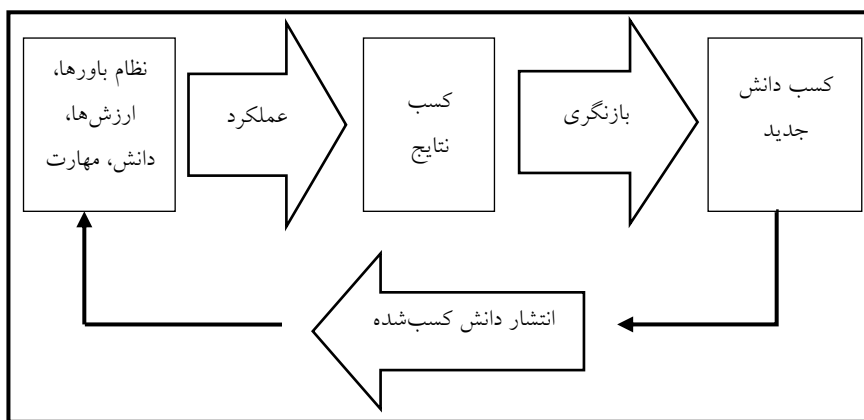 نظام باورها،
ارزش‌ها،
دانش، مهارت
عملکرد
کسب
نتایج
بازنگری
کسب دانش
جدید
انتشار دانش کسب‌شده